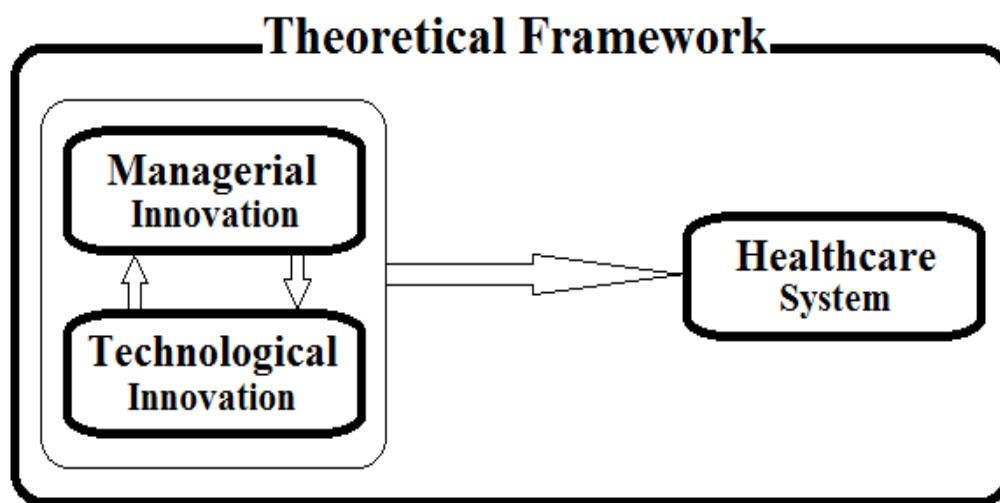 Theoretical Framework
Managerial
Innovation
Technological
Innovation
Healthcare
System